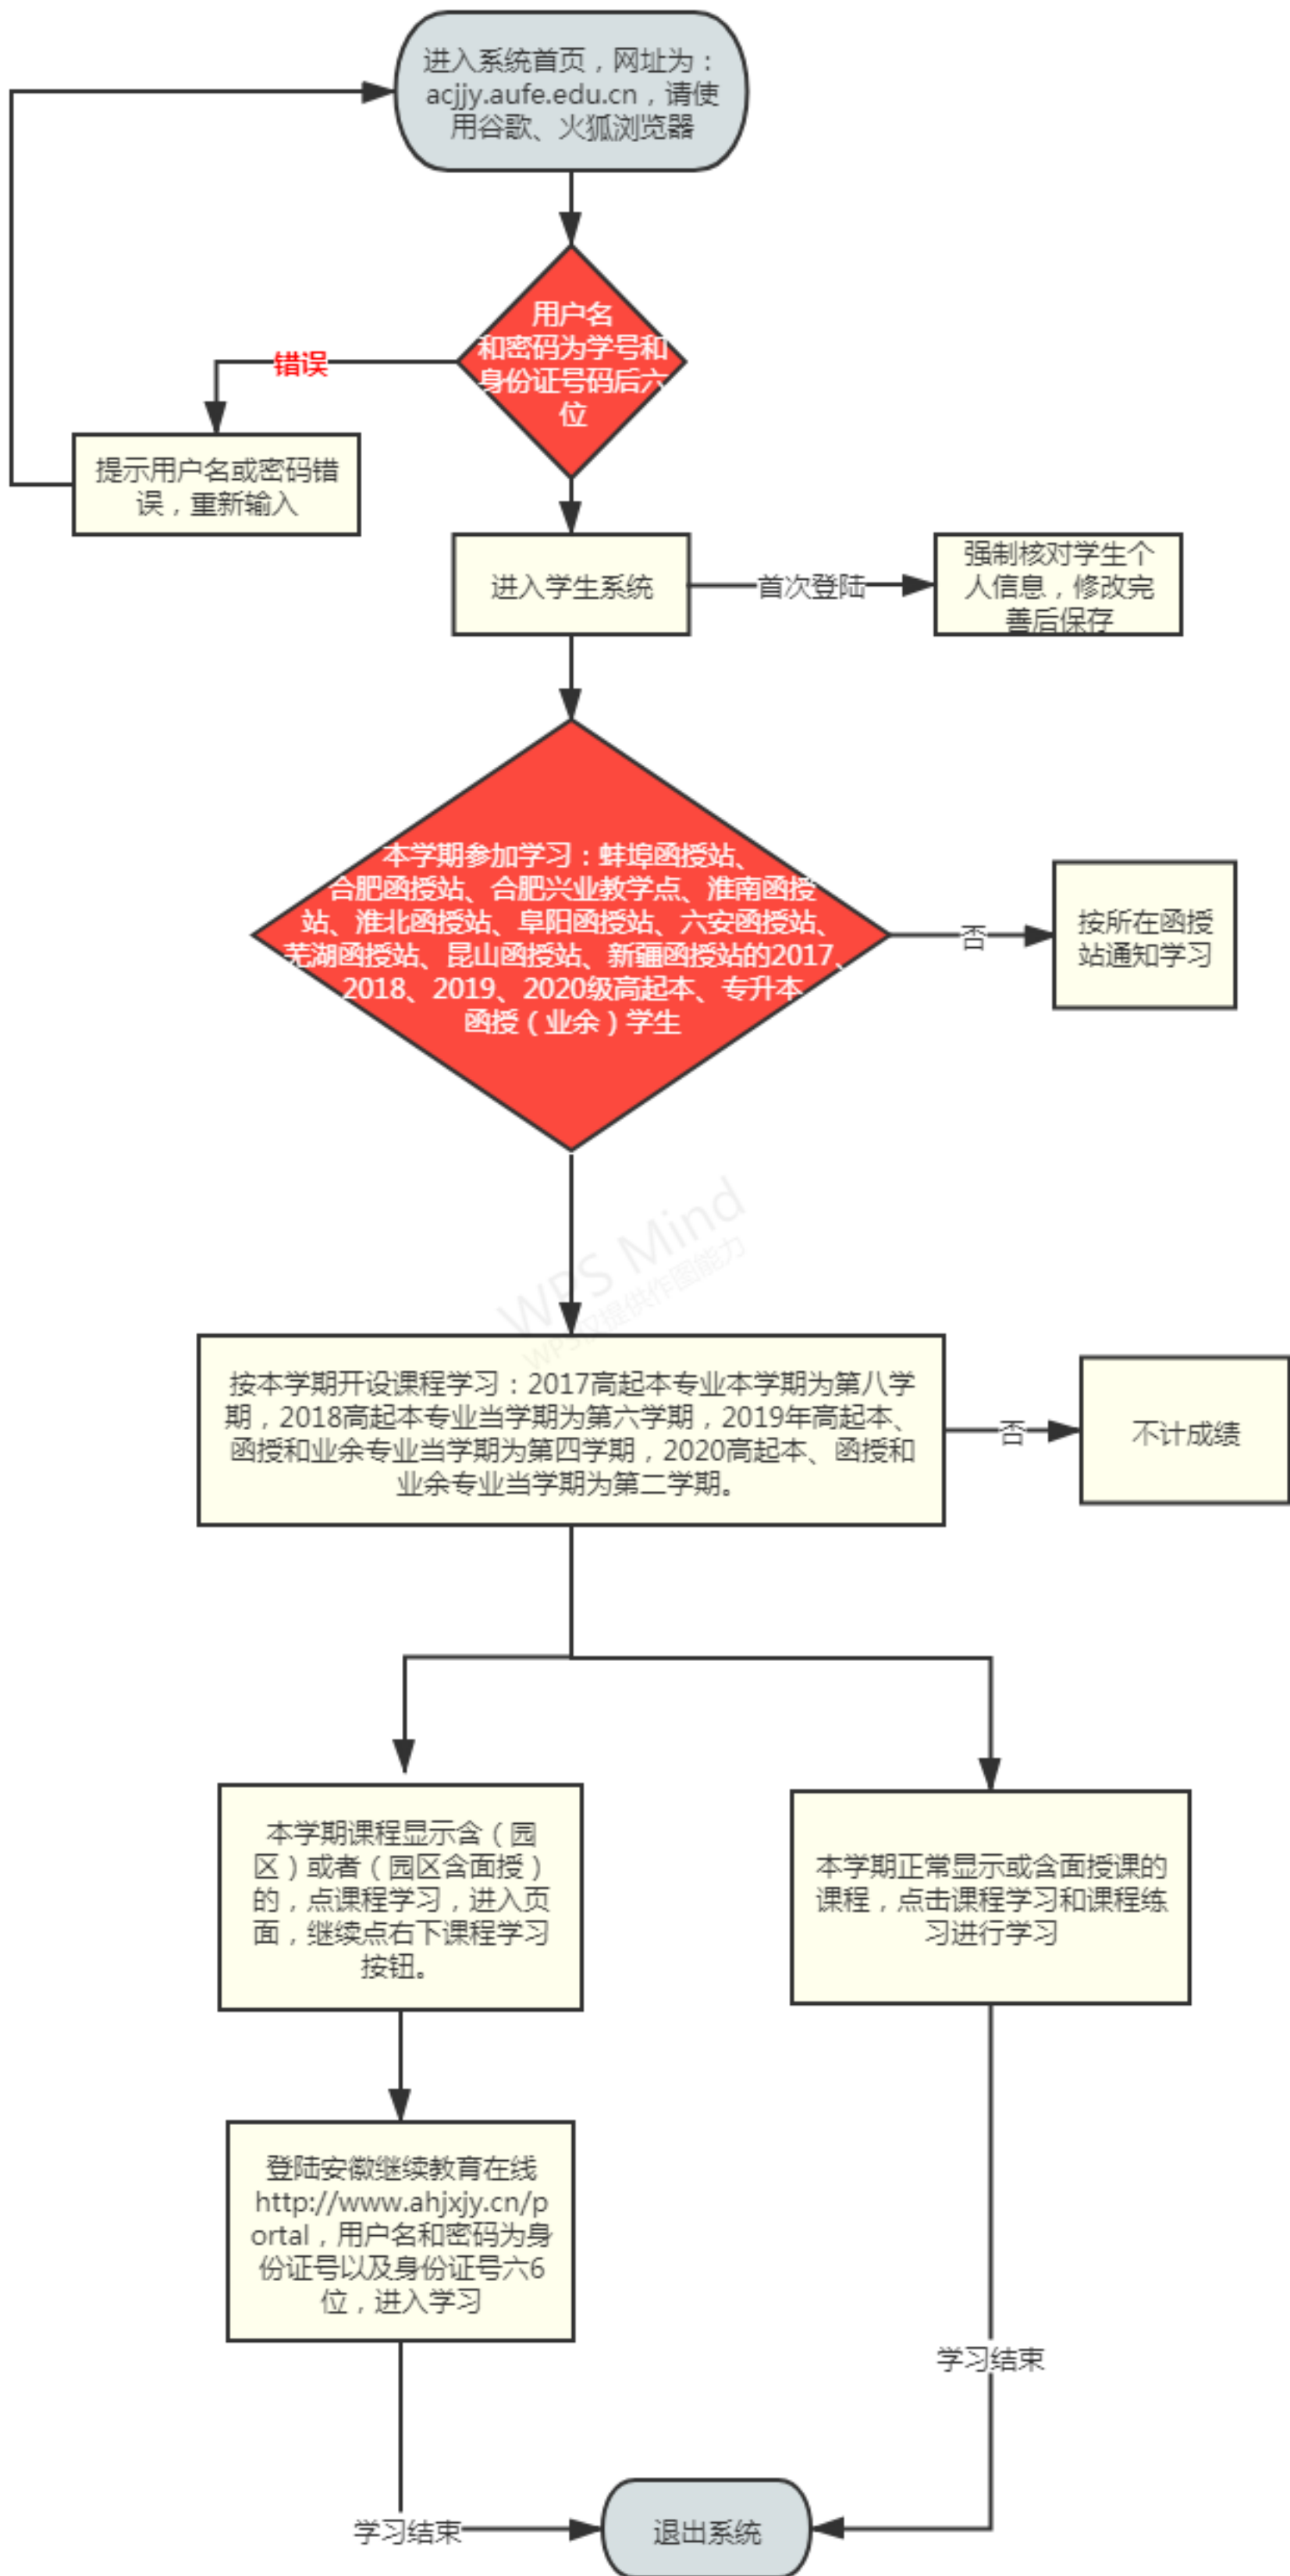 进入系统首页，网址为：
acjjy.aufe.edu.cn，请使
用谷歌、火狐浏览器
用户名
和密码为学号和
身份证号码后六
位
错误
提示用户名或密码错
误，重新输入
进入学生系统
首次登陆
强制核对学生个
人信息，修改完
善后保存
本学期参加学习：蚌埠函授站、
合肥函授站、合肥兴业教学点、淮南函授
站、淮北函授站、阜阳函授站、六安函授站、
芜湖函授站、昆山函授站、新疆函授站的2017、
2018、2019、2020级高起本、专升本
函授（业余）学生
否
按所在函授
站通知学习
WPS Mind
WPS仅提供作图能力
按本学期开设课程学习：2017高起本专业本学期为第八学
期，2018高起本专业当学期为第六学期，2019年高起本、
函授和业余专业当学期为第四学期，2020高起本、函授和
业余专业当学期为第二学期。
否
不计成绩
本学期课程显示含（园
区）或者（园区含面授）
的，点课程学习，进入页
面，继续点右下课程学习
按钮。
本学期正常显示或含面授课的
课程，点击课程学习和课程练
习进行学习
登陆安徽继续教育在线
http://www.ahjxjy.cn/p
ortal，用户名和密码为身
份证号以及身份证号六6
位，进入学习
学习结束
学习结束
退出系统